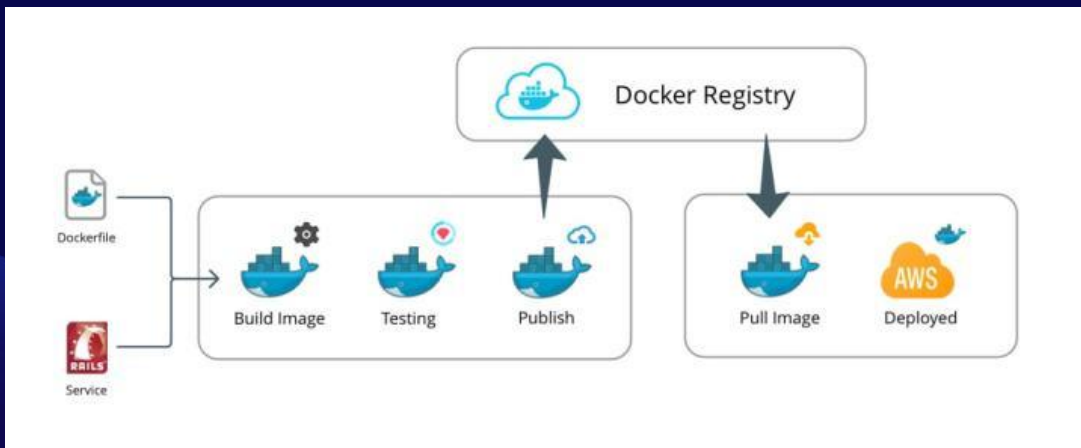 Docker Registry
Dockerfile
Build Image
Testing
Publish
Pull Image
AWS
Deployed
RAILS
Service